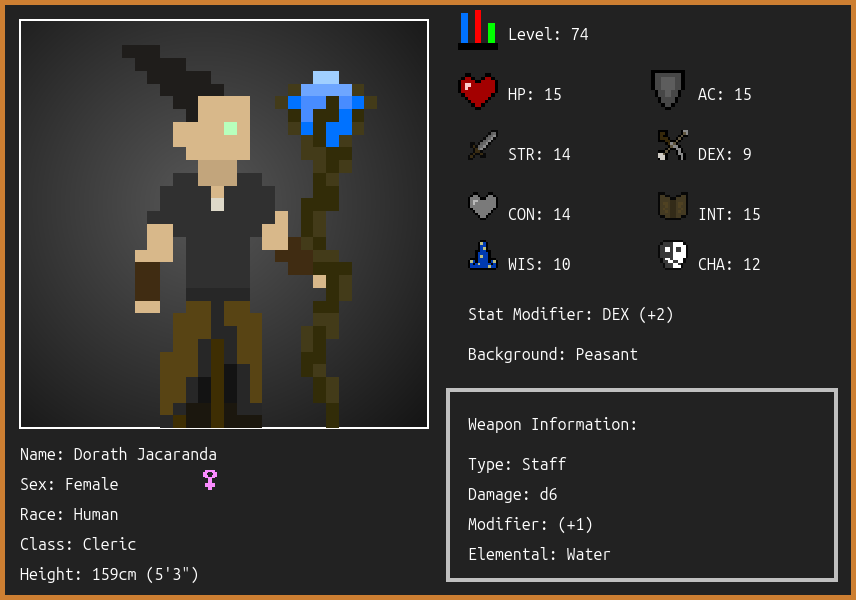 Level: 74
HP: 15
AC: 15
STR: 14
DEX: 9
CON: 14
INT: 15
WIS: 10
CHA: 12
Stat Modifier: DEX (+2)
Background: Peasant
Weapon Information:
Type: Staff
Damage: d6
Modifier: (+1)
Elemental: Water
Name: Dorath Jacaranda
Sex: Female
Race: Human
Class: Cleric
Height: 159cm (5'3")